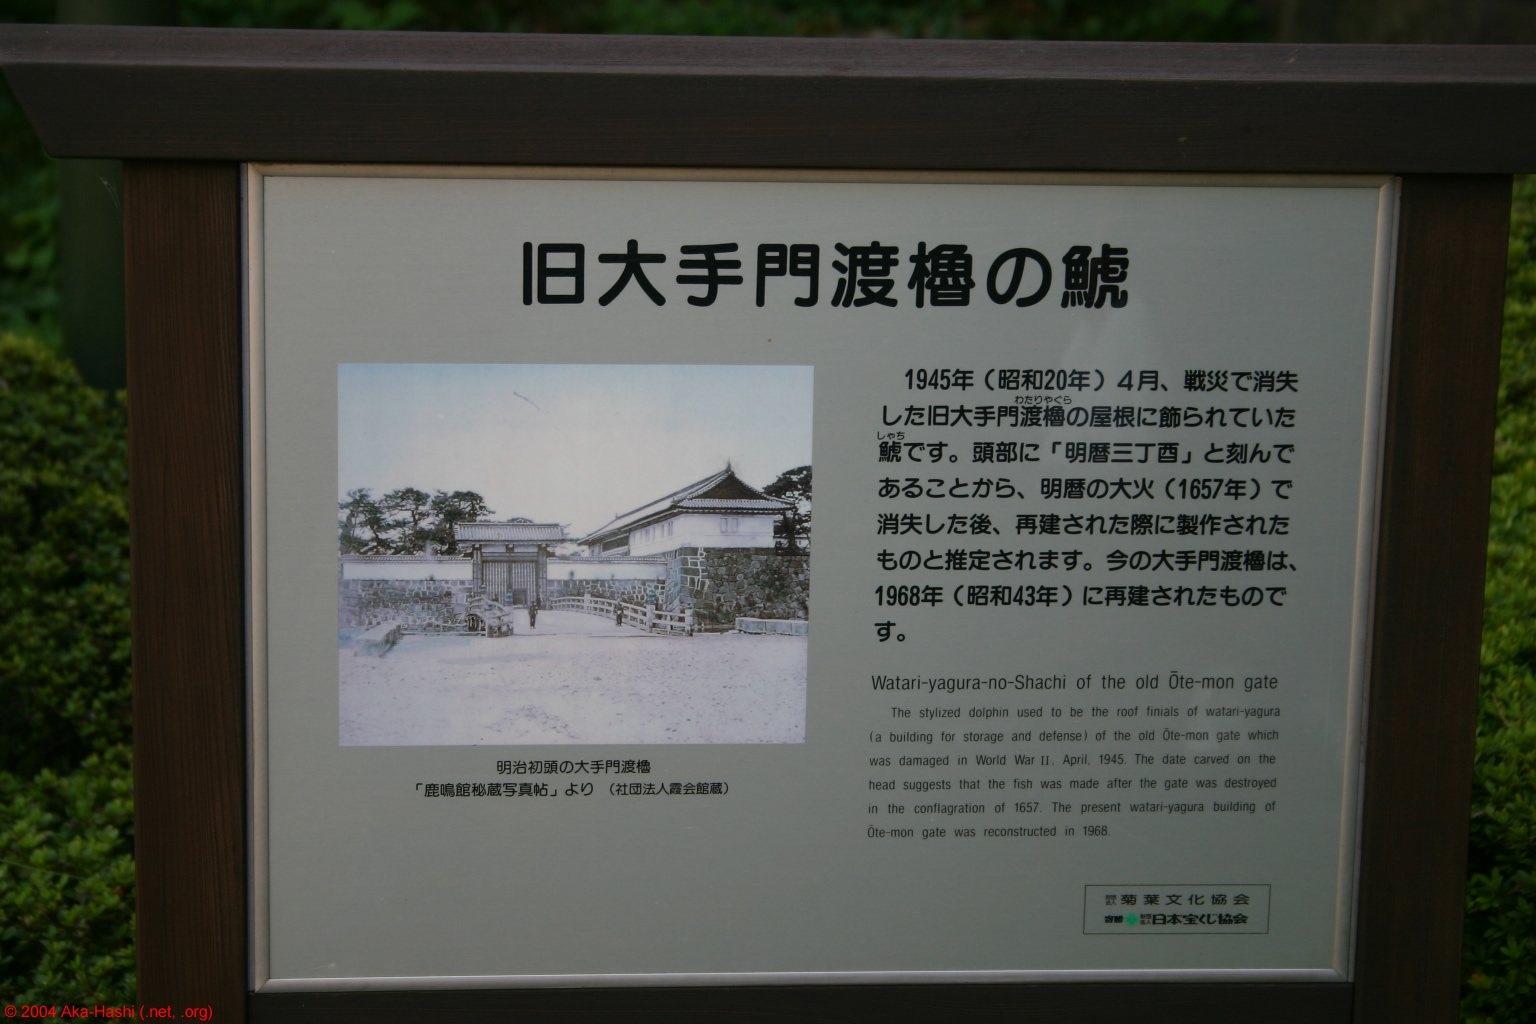 旧大手門渡櫓の鯱
1945年（昭和20年）４月、戦災で消失
わたりやぐら
した旧大手門渡櫓の屋根に飾られていた
しゃち
鯱です。頭部に「明暦三丁酉」と刻んで
あることから、明暦の大火（1657年）で
消失した後、再建された際に製作された
ものと推定されます。今の大手門渡櫓は、
1968年（昭和43年）に再建されたもので
す。
Watari-yagura-no-Shachi of the old Ōte-mon gate
The stylized dolphin used to be the roof finials of watari-yagura
(a building for storage and defense) of the old Ōte-mon gate which
was damaged in World War II, April, 1945. The date carved on the
head suggests that the fish was made after the gate was destroyed
in the conflagration of 1657. The present watari-yagura building of
Ōte-mon gate was reconstructed in 1968.
明治初頭の大手門渡櫓
「鹿鳴館秘蔵写真帖」より （社団法人霞会館蔵）
財団法人 菊葉文化協会
寄贈 財団法人 日本宝くじ協会
© 2004 Aka-Hashi (.net, .org)